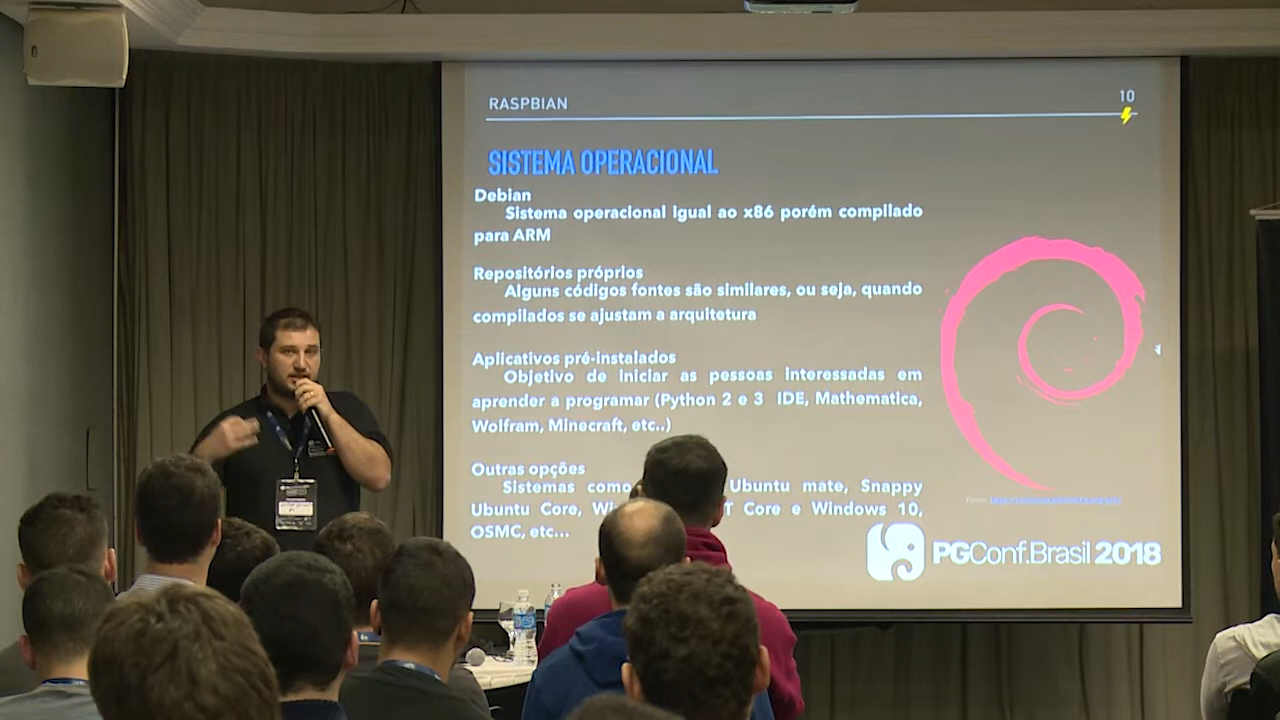 RASPBIAN
10
SISTEMA OPERACIONAL
Debian
Sistema operacional igual ao x86 porém compilado
para ARM
Repositórios próprios
Alguns códigos fontes são similares, ou seja, quando
compilados se ajustam a arquitetura
Aplicativos pré-instalados
Objetivo de iniciar as pessoas interessadas em
aprender a programar (Python 2 e 3 IDE, Mathematica,
Wolfram, Minecraft, etc..)
Outras opções
Sistemas como Ubuntu mate, Snappy
Ubuntu Core, Core e Windows 10,
OSMC, etc...
PGConf.Brasil 2018